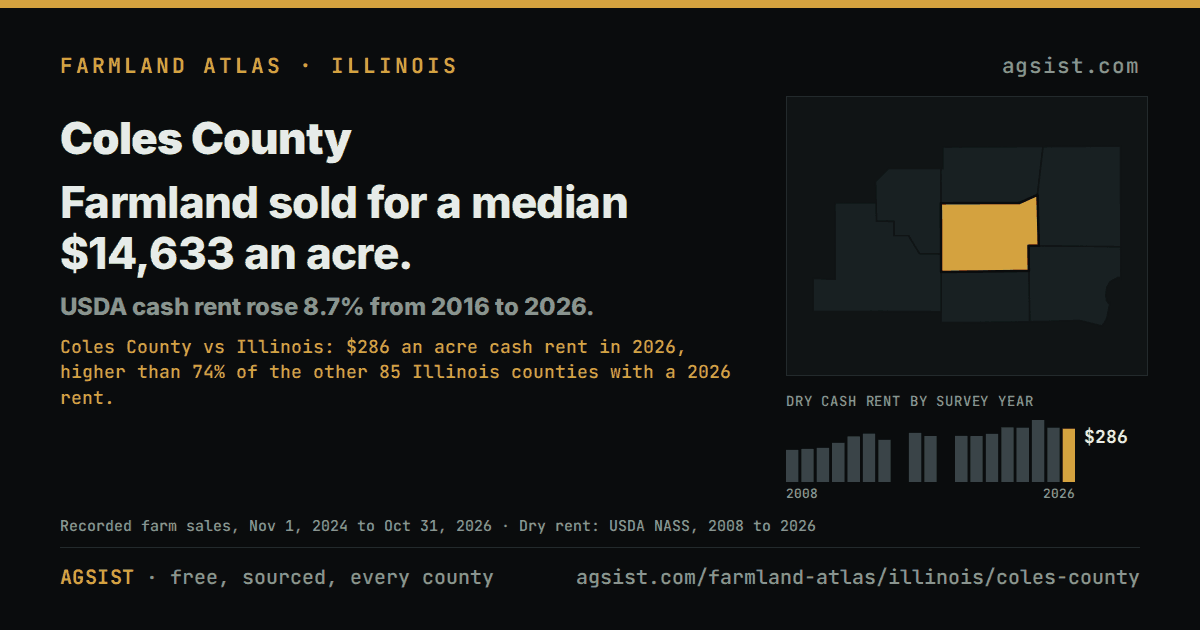 FARMLAND ATLAS · ILLINOIS
agsist.com
Coles County
Farmland sold for a median
$14,633 an acre.
USDA cash rent rose 8.7% from 2016 to 2026.
Coles County vs Illinois: $286 an acre cash rent in 2026,
higher than 74% of the other 85 Illinois counties with a 2026
rent.
DRY CASH RENT BY SURVEY YEAR
$286
2008
2026
Recorded farm sales, Nov 1, 2024 to Oct 31, 2026 · Dry rent: USDA NASS, 2008 to 2026
AGSIST · free, sourced, every county
agsist.com/farmland-atlas/illinois/coles-county